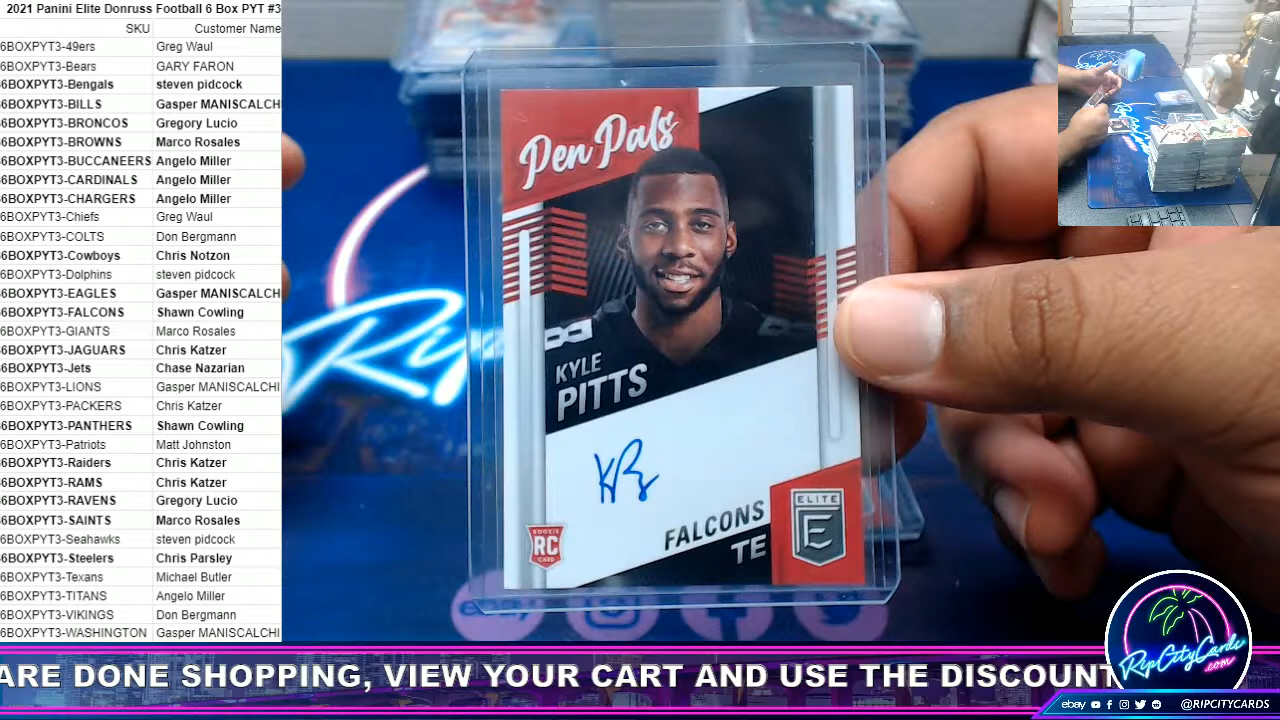 2021 Panini Elite Donruss Football 6 Box PYT #3
SKU Customer Name
6BOXPYT3-49ers Greg Waul
6BOXPYT3-Bears GARY FARON
6BOXPYT3-Bengals steven pidcock
6BOXPYT3-BILLS Gasper MANISCALCH
6BOXPYT3-BRONCOS Gregory Lucio
6BOXPYT3-BROWNS Marco Rosales
6BOXPYT3-BUCCANEERS Angelo Miller
6BOXPYT3-CARDINALS Angelo Miller
6BOXPYT3-CHARGERS Angelo Miller
6BOXPYT3-Chiefs Greg Waul
6BOXPYT3-COLTS Don Bergmann
6BOXPYT3-Cowboys Chris Notzon
6BOXPYT3-Dolphins steven pidcock
6BOXPYT3-EAGLES Gasper MANISCALCH
6BOXPYT3-FALCONS Shawn Cowling
6BOXPYT3-GIANTS Marco Rosales
6BOXPYT3-JAGUARS Chris Katzer
6BOXPYT3-Jets Chase Nazarian
6BOXPYT3-LIONS Gasper MANISCALCHI
6BOXPYT3-PACKERS Chris Katzer
6BOXPYT3-PANTHERS Shawn Cowling
6BOXPYT3-Patriots Matt Johnston
6BOXPYT3-Raiders Chris Katzer
6BOXPYT3-RAMS Chris Katzer
6BOXPYT3-RAVENS Gregory Lucio
6BOXPYT3-SAINTS Marco Rosales
6BOXPYT3-Seahawks steven pidcock
6BOXPYT3-Steelers Chris Parsley
6BOXPYT3-Texans Michael Butler
6BOXPYT3-TITANS Angelo Miller
6BOXPYT3-VIKINGS Don Bergmann
6BOXPYT3-WASHINGTON Gasper MANISCALCHI
Pen Pals
KYLE
PITTS
FALCONS
TE
ROOKIE
RC
CARD
ELITE
E
Rip
ebay
ARE DONE SHOPPING, VIEW YOUR CART AND USE THE DISCOUNT
RipCityCards
.com
ebay @RIPCITYCARDS